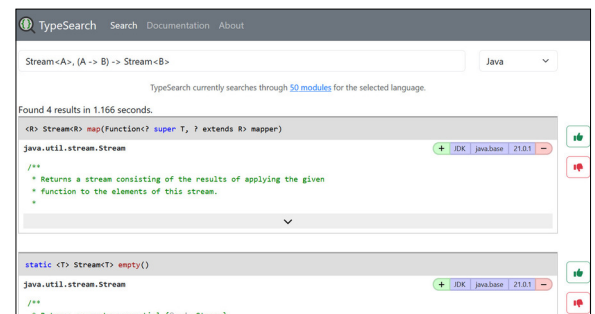 TypeSearch Search Documentation About
Stream<A>, (A -> B) -> Stream<B> Java
TypeSearch currently searches through 50 modules for the selected language.
Found 4 results in 1.166 seconds.
<R> Stream<R> map(Function<? super T, ? extends R> mapper)
java.util.stream.Stream + JDK java.base 21.0.1 −
/**
* Returns a stream consisting of the results of applying the given
* function to the elements of this stream.
*
static <T> Stream<T> empty()
java.util.stream.Stream + JDK java.base 21.0.1 −
/**